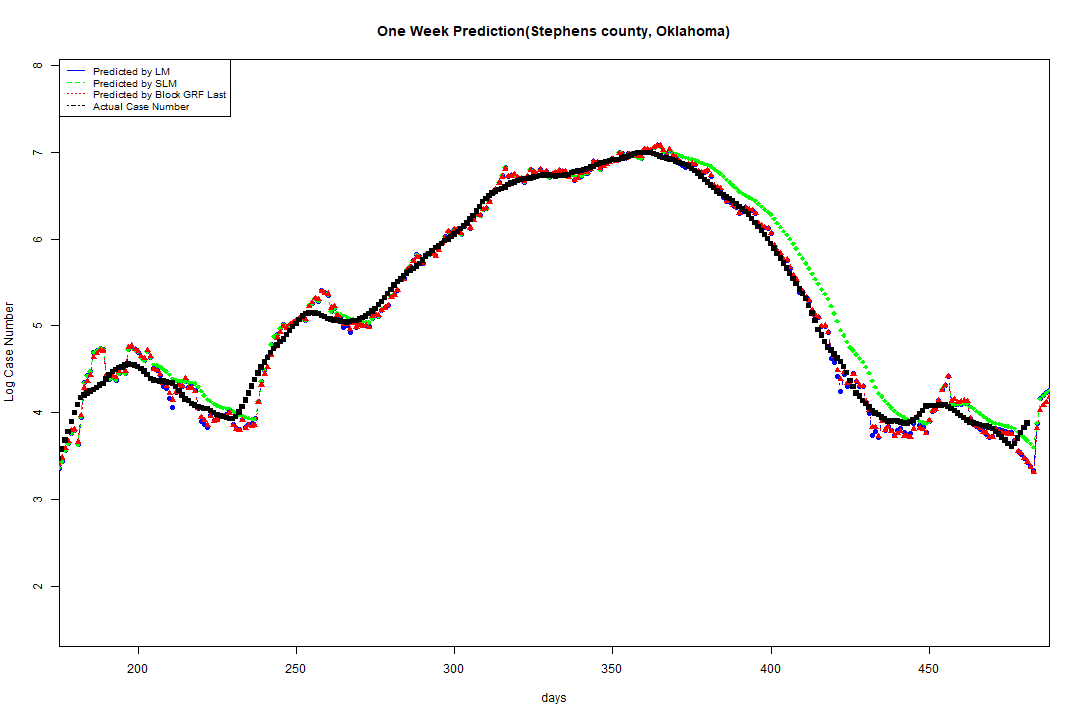 One Week Prediction(Stephens county, Oklahoma)
Predicted by LM
Predicted by SLM
Predicted by Block GRF Last
Actual Case Number
8
7
6
5
4
3
2
Log Case Number
200 250 300 350 400 450
days